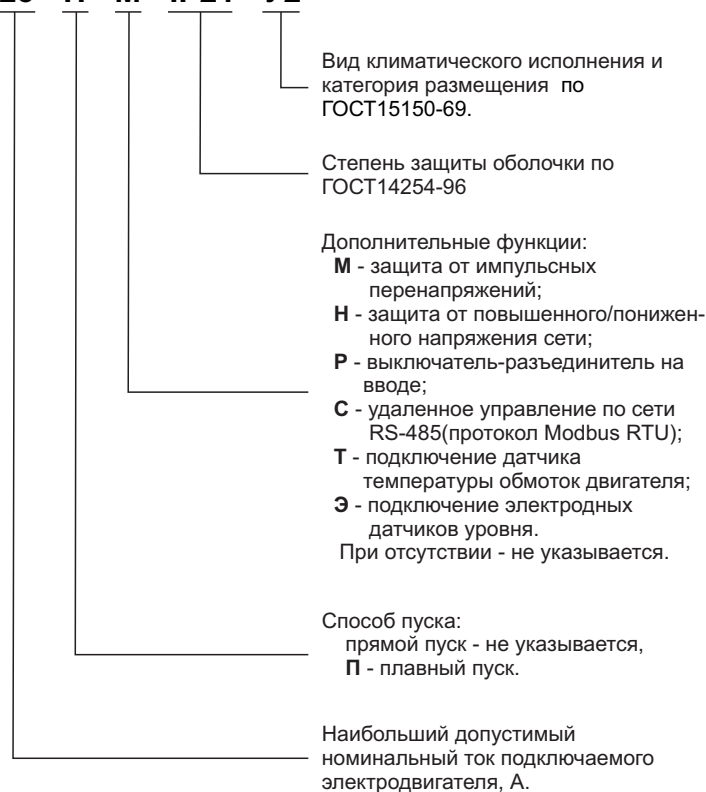 Вид климатического исполнения и
категория размещения по
ГОСТ15150-69.
Степень защиты оболочки по
ГОСТ14254-96
Дополнительные функции:
М - защита от импульсных
перенапряжений;
Н - защита от повышенного/понижен-
ного напряжения сети;
Р - выключатель-разъединитель на
вводе;
С - удаленное управление по сети
RS-485(протокол Modbus RTU);
Т - подключение датчика
температуры обмоток двигателя;
Э - подключение электродных
датчиков уровня.
При отсутствии - не указывается.
Способ пуска:
прямой пуск - не указывается,
П - плавный пуск.
Наибольший допустимый
номинальный ток подключаемого
электродвигателя, А.